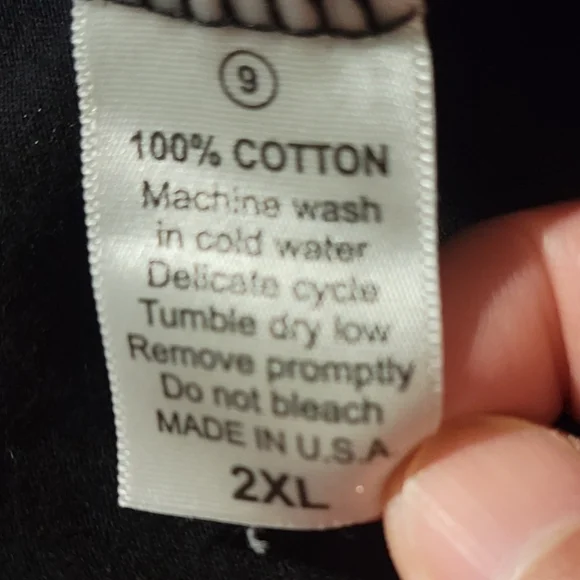 9
100% COTTON
Machine wash
in cold water
Delicate cycle
Tumble dry low
Remove promptly
Do not bleach
MADE IN U.S.A
2XL